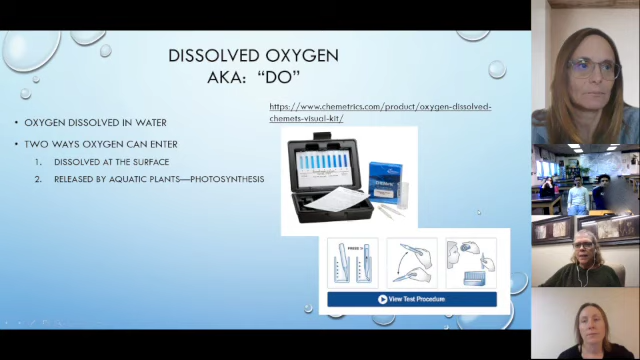 DISSOLVED OXYGEN
AKA: “DO”
https://www.chemetrics.com/product/oxygen-dissolved-
chemets-visual-kit/
• OXYGEN DISSOLVED IN WATER
• TWO WAYS OXYGEN CAN ENTER
1. DISSOLVED AT THE SURFACE
2. RELEASED BY AQUATIC PLANTS—PHOTOSYNTHESIS
View Test Procedure